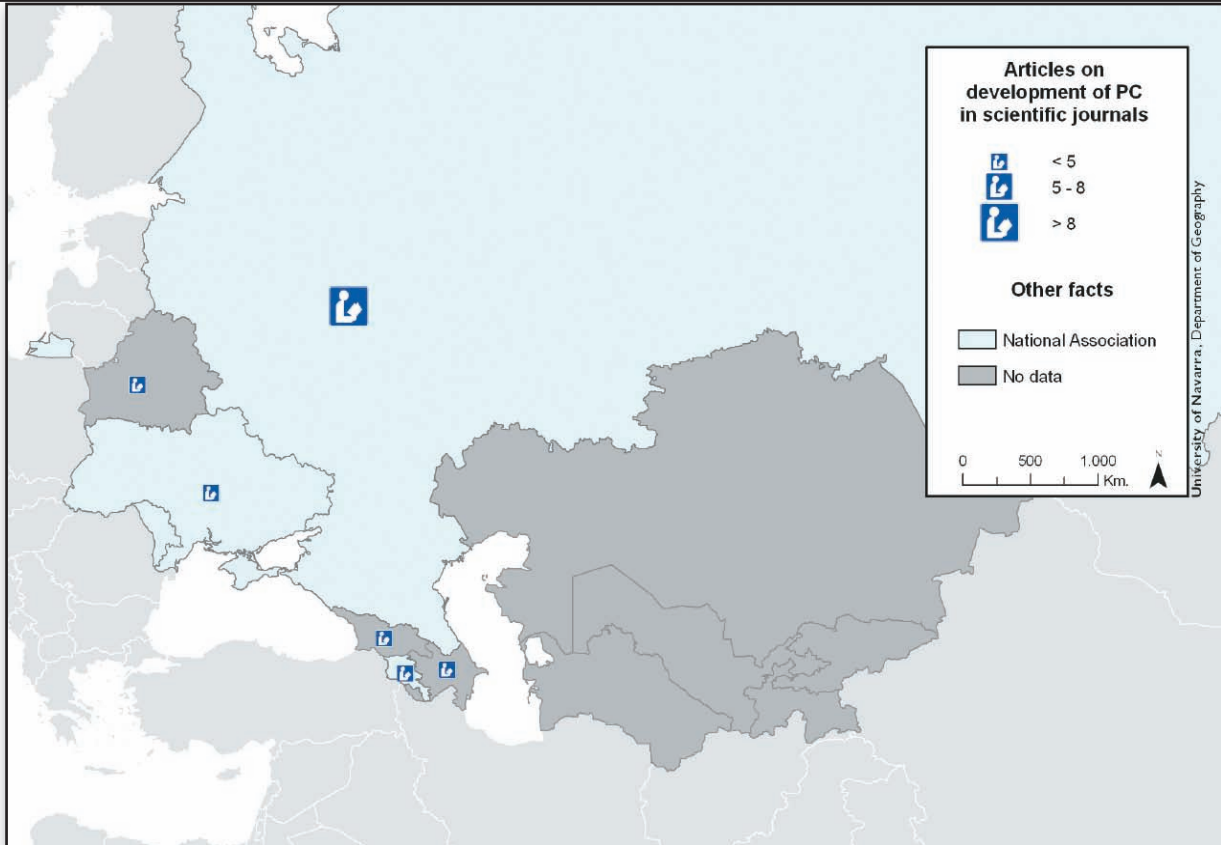 Articles on
development of PC
in scientific journals
< 5
5 - 8
> 8
Other facts
National Association
No data
0 500 1.000
Km.
N
University of Navarra. Department of Geography